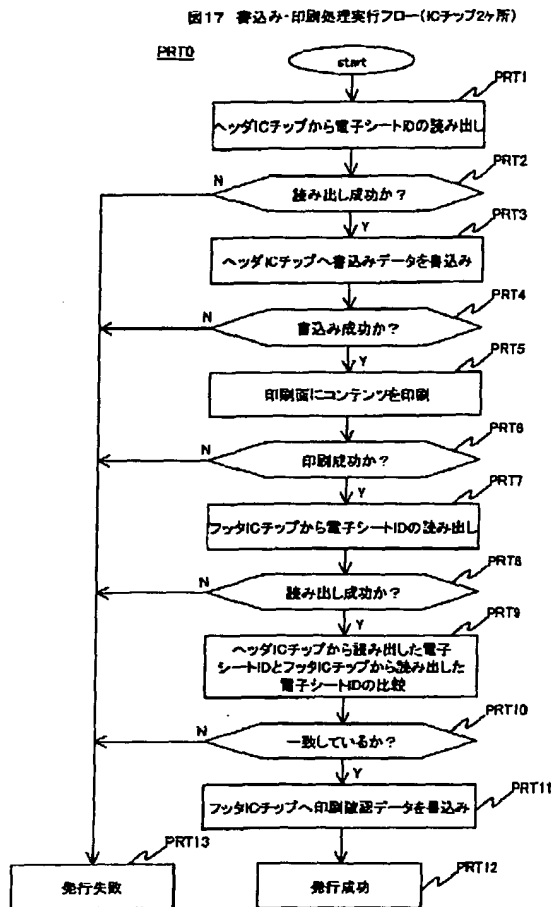 図17 書込み・印刷処理実行フロー(ICチップ2ヶ所)
PRT0
start
PRT1
ヘッダICチップから電子シートIDの読み出し
PRT2
N
読み出し成功か?
Y
PRT3
ヘッダICチップへ書込みデータを書込み
PRT4
N
書込み成功か?
Y
PRT5
印刷面にコンテンツを印刷
PRT6
N
印刷成功か?
Y
PRT7
フッタICチップから電子シートIDの読み出し
PRT8
N
読み出し成功か?
Y
PRT9
ヘッダICチップから読み出した電子
シートIDとフッタICチップから読み出した
電子シートIDの比較
PRT10
N
一致しているか?
Y
PRT11
フッタICチップへ印刷確認データを書込み
PRT13
発行失敗
PRT12
発行成功